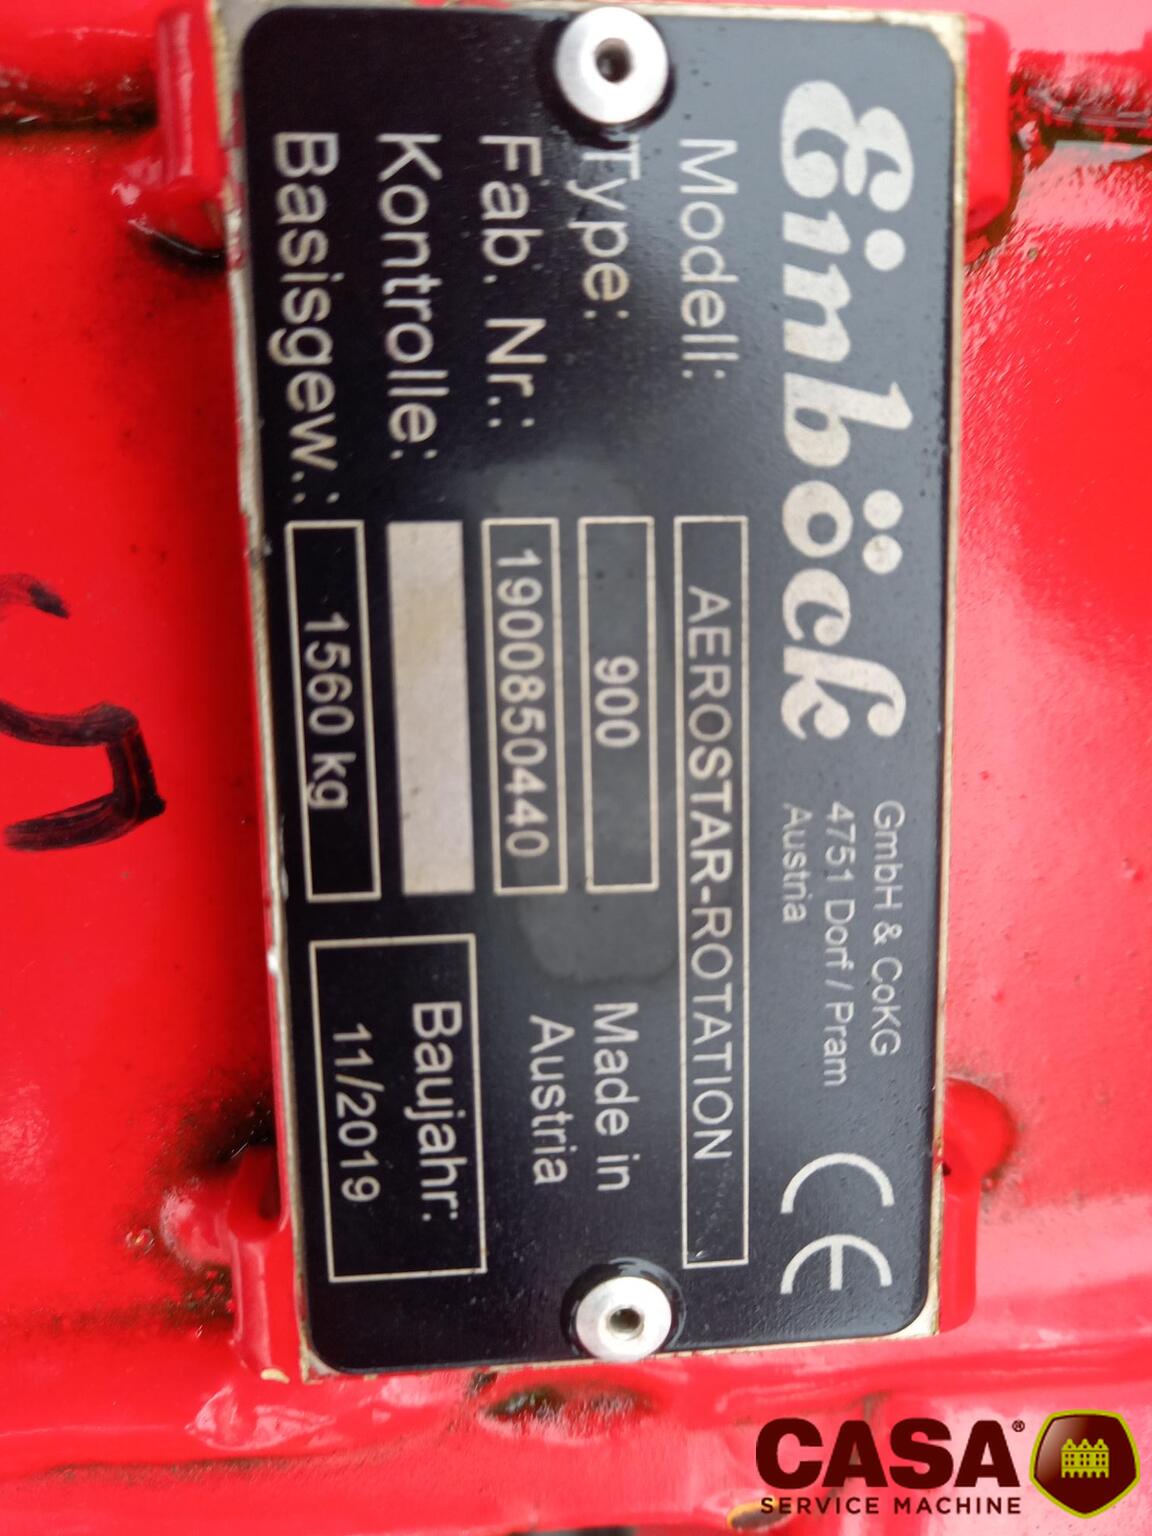 Einböck
GmbH & CoKG
4751 Dorf / Pram
Austria
CE
Modell: AEROSTAR-ROTATION
Type: 900
Fab. Nr.: 1900850440
Made in
Austria
Kontrolle:
Basisgew.: 1560 kg
Baujahr:
11/2019
CASA®
SERVICE MACHINE